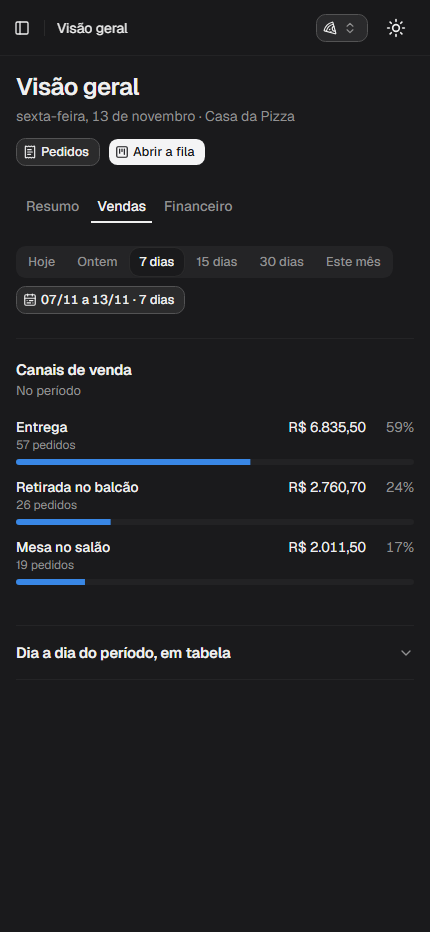 Visão geral
Visão geral
sexta-feira, 13 de novembro · Casa da Pizza
Pedidos Abrir a fila
Resumo Vendas Financeiro
Hoje Ontem 7 dias 15 dias 30 dias Este mês
07/11 a 13/11 · 7 dias
Canais de venda
No período
Entrega R$ 6.835,50 59%
57 pedidos
Retirada no balcão R$ 2.760,70 24%
26 pedidos
Mesa no salão R$ 2.011,50 17%
19 pedidos
Dia a dia do período, em tabela